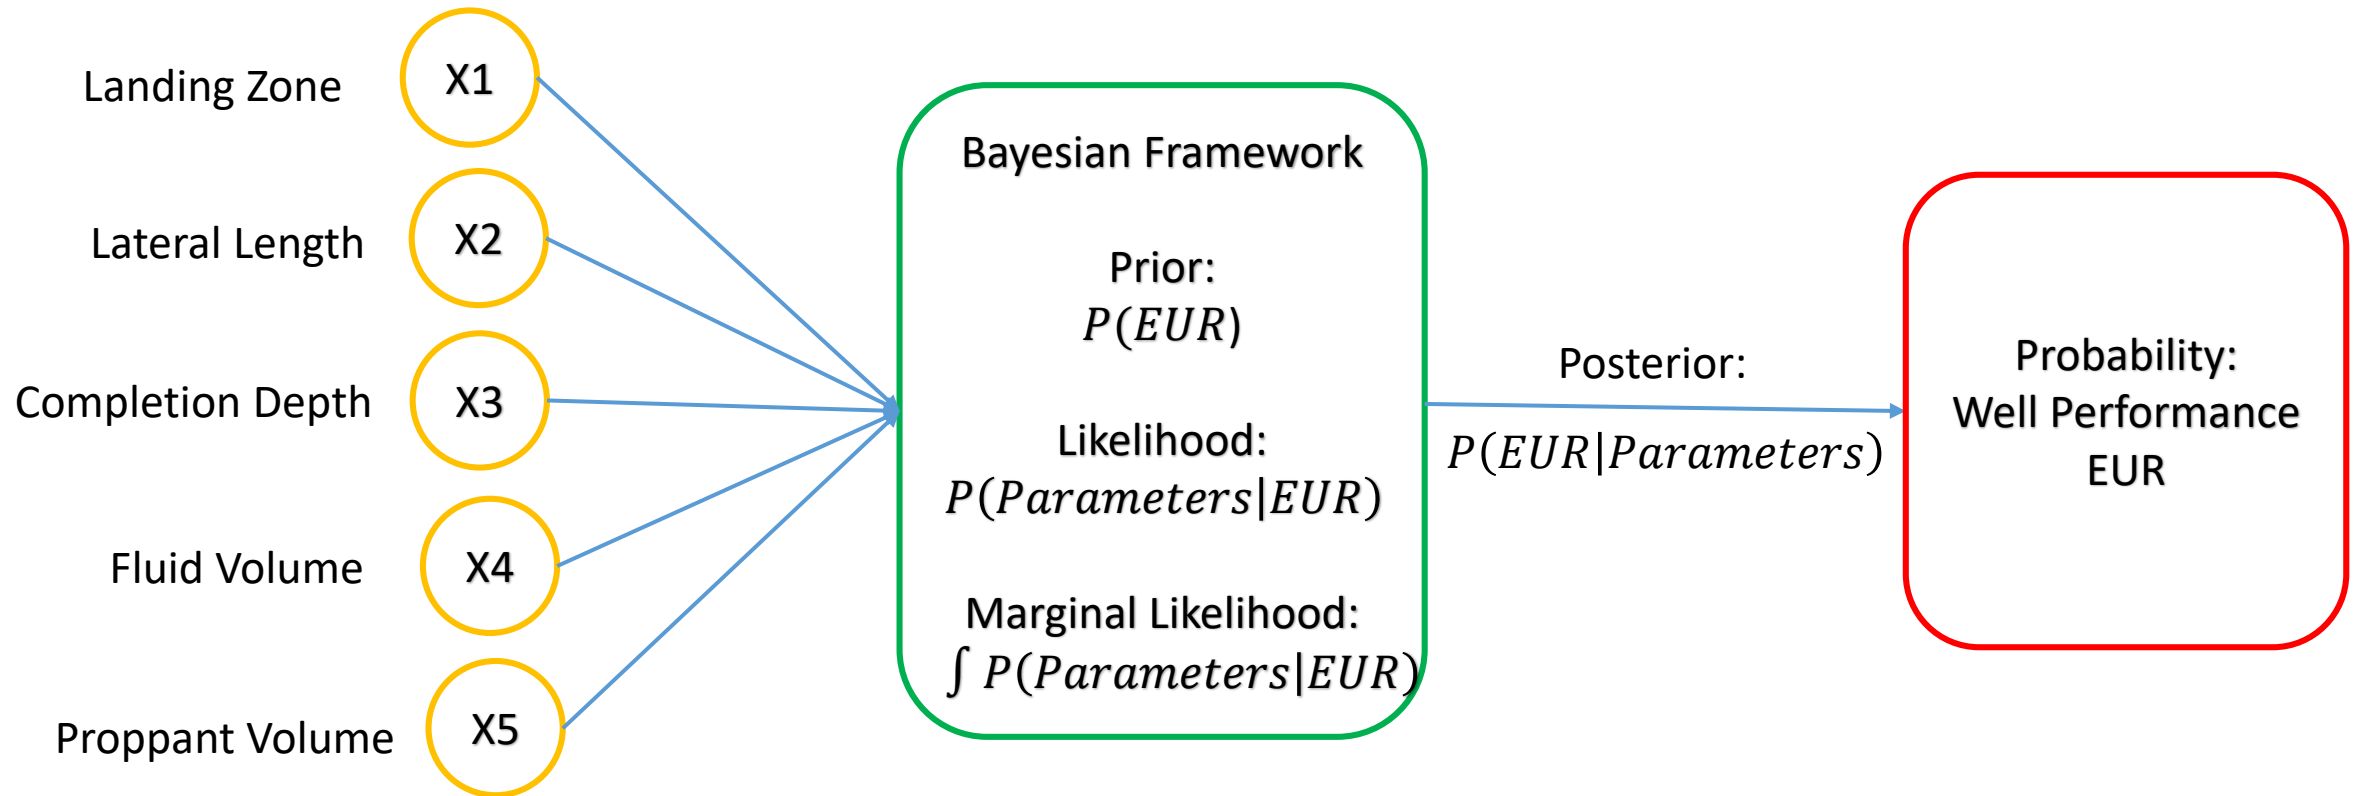 Landing Zone
X1
Lateral Length
X2
Completion Depth
X3
Fluid Volume
X4
Proppant Volume
X5
Bayesian Framework
Prior:
P(EUR)
Likelihood:
P(Parameters|EUR)
Marginal Likelihood:
∫ P(Parameters|EUR)
Posterior:
P(EUR|Parameters)
Probability:
Well Performance
EUR